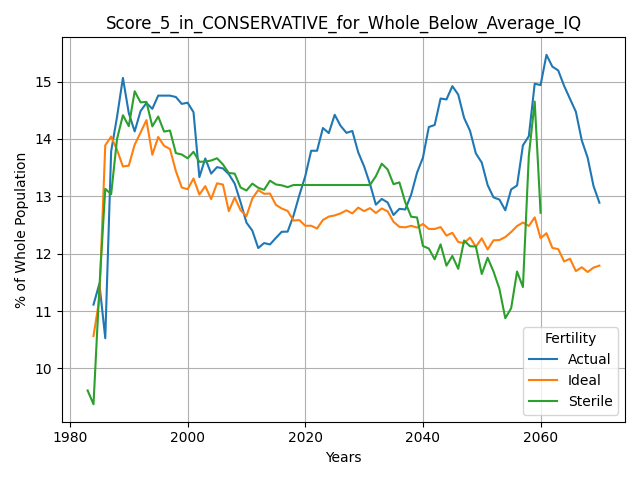 Score_5_in_CONSERVATIVE_for_Whole_Below_Average_IQ
% of Whole Population
15
14
13
12
11
10
1980
2000
2020
2040
2060
Years
Fertility
Actual
Ideal
Sterile